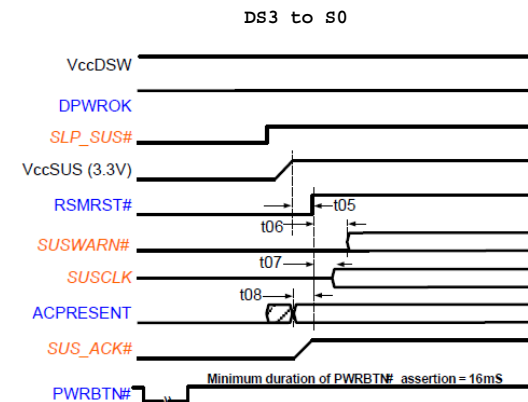 DS3 to S0
VccDSW
DPWROK
SLP_SUS#
VccSUS (3.3V)
RSMRST#
t05
t06
SUSWARN#
t07
SUSCLK
t08
ACPRESENT
SUS_ACK#
Minimum duration of PWRBTN# assertion = 16mS
PWRBTN#